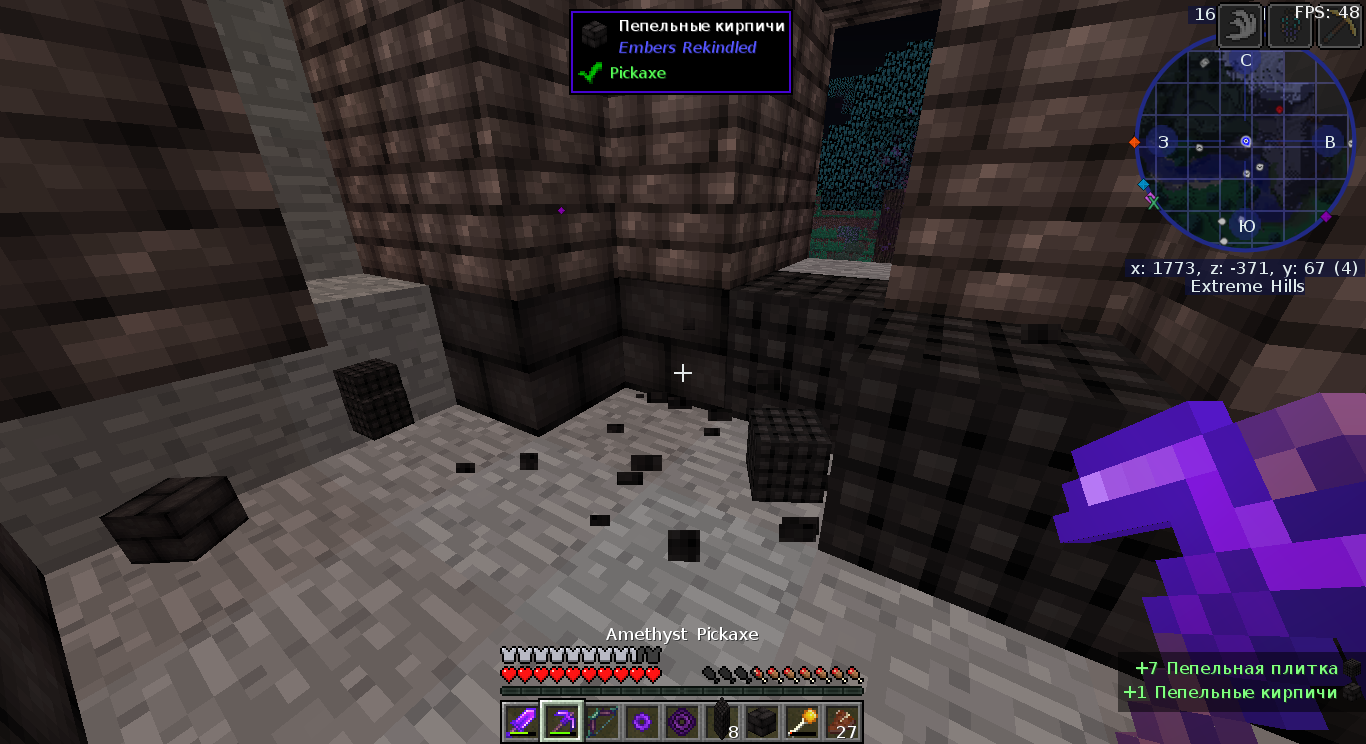 Пепельные кирпичи
Embers Rekindled
Pickaxe
16
FPS: 48
С
З
В
Ю
x: 1773, z: -371, y: 67 (4)
Extreme Hills
Amethyst Pickaxe
+7 Пепельная плитка
+1 Пепельные кирпичи
8
27